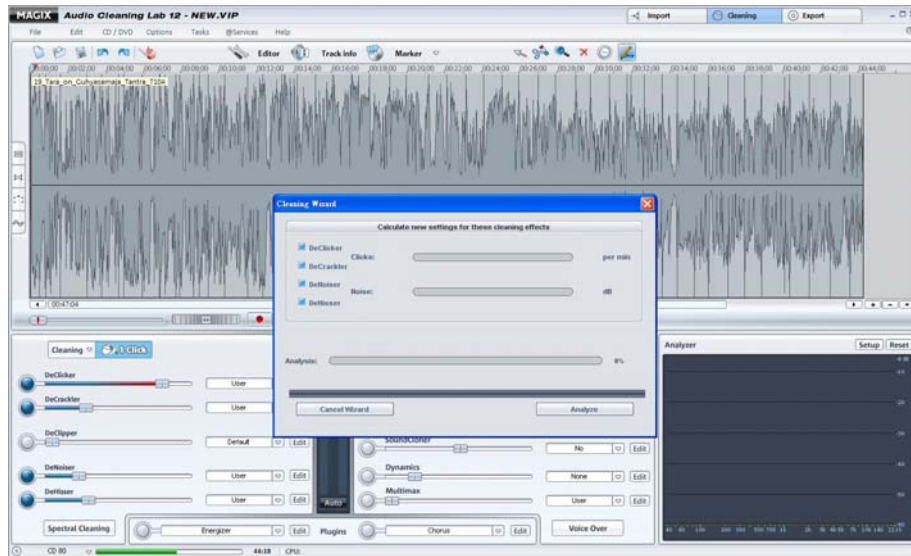 MAGIX Audio Cleaning Lab 12 - NEW.VIP
Import Cleaning Export
File Edit CD / DVD Options Tasks @Services Help
Editor Track info Marker
19_Tara_on_Guhyasamaja_Tantra_T10A
00:47:04
Cleaning Wizard
Calculate new settings for these cleaning effects
DeClicker
Clicks: per min
DeCrackler
DeNoiser
Noise: dB
DeHisser
Analysis: 0%
Cancel Wizard Analyze
Cleaning 1 Click
DeClicker User
DeCrackler User
DeClipper Default Edit
DeNoiser User Edit
DeHisser User Edit
Auto
SoundCloner No Edit
Dynamics None Edit
Multimax User Edit
Spectral Cleaning Energizer Edit Plugins Chorus Edit Voice Over
Analyzer Setup Reset
CD 80 44:18 CPU: